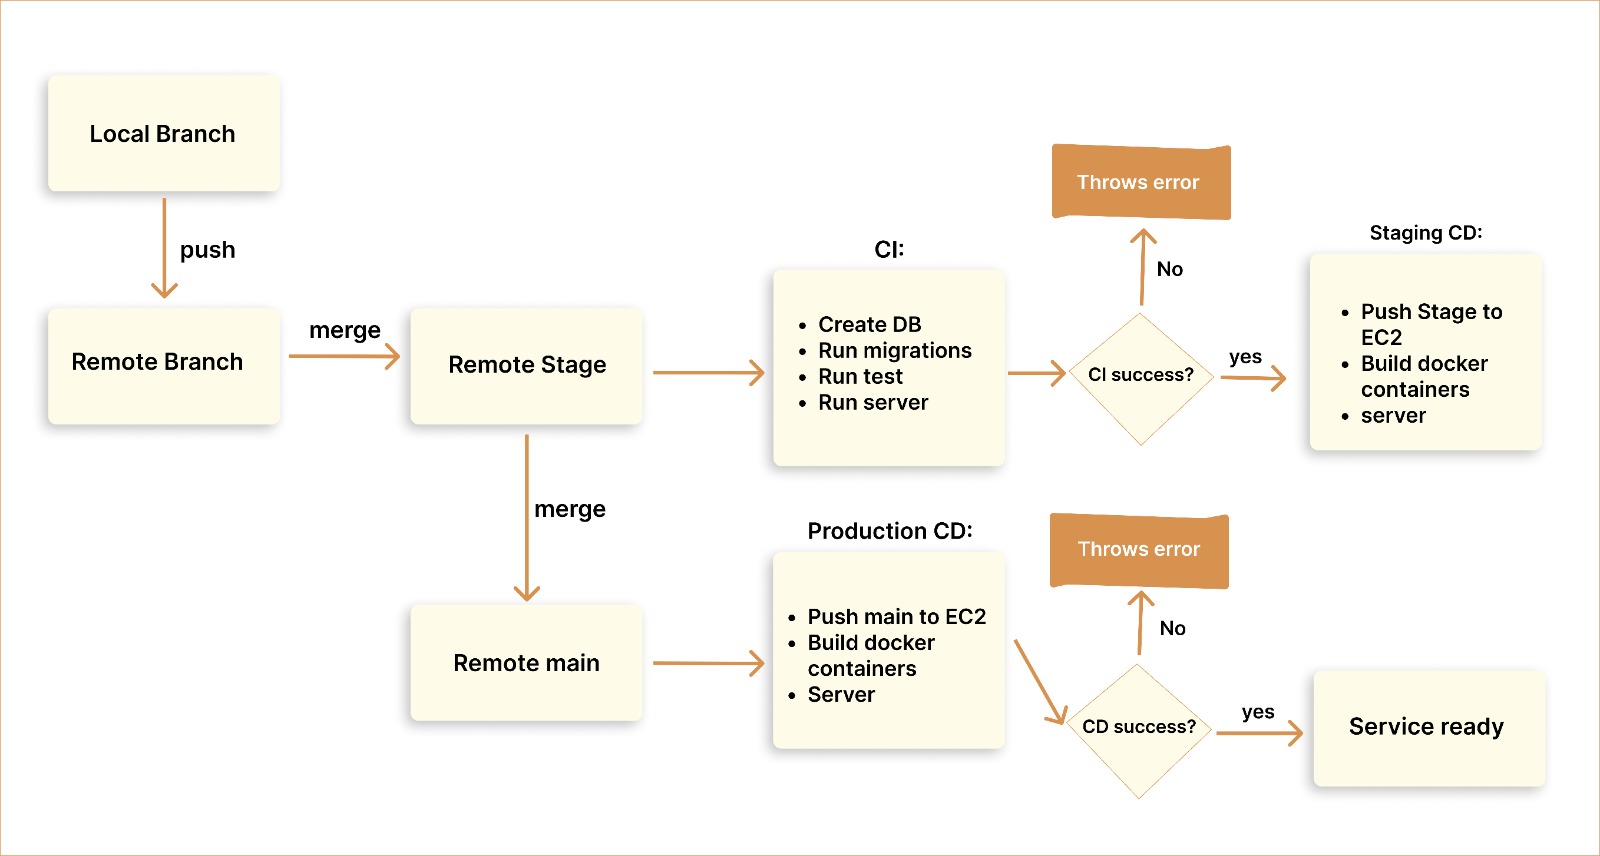 Local Branch
push
Remote Branch
merge
Remote Stage
CI:
• Create DB
• Run migrations
• Run test
• Run server
CI success?
No
Throws error
yes
Staging CD:
• Push Stage to
EC2
• Build docker
containers
• server
merge
Remote main
Production CD:
• Push main to EC2
• Build docker
containers
• Server
CD success?
No
Throws error
yes
Service ready